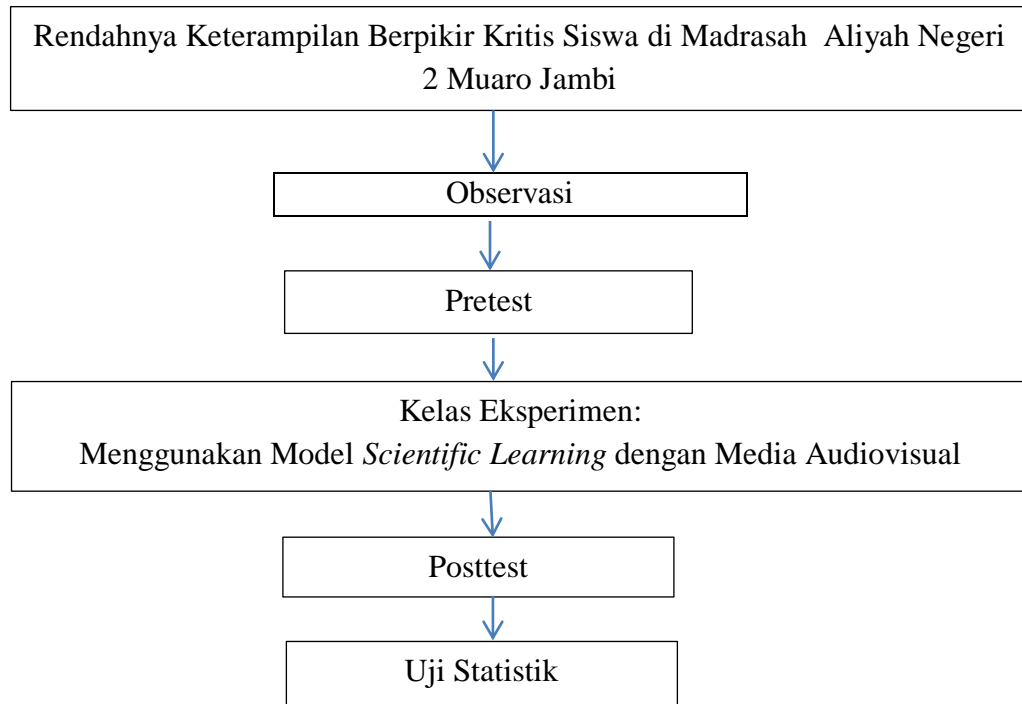 Rendahnya Keterampilan Berpikir Kritis Siswa di Madrasah Aliyah Negeri
2 Muaro Jambi
Observasi
Pretest
Kelas Eksperimen:
Menggunakan Model Scientific Learning dengan Media Audiovisual
Posttest
Uji Statistik